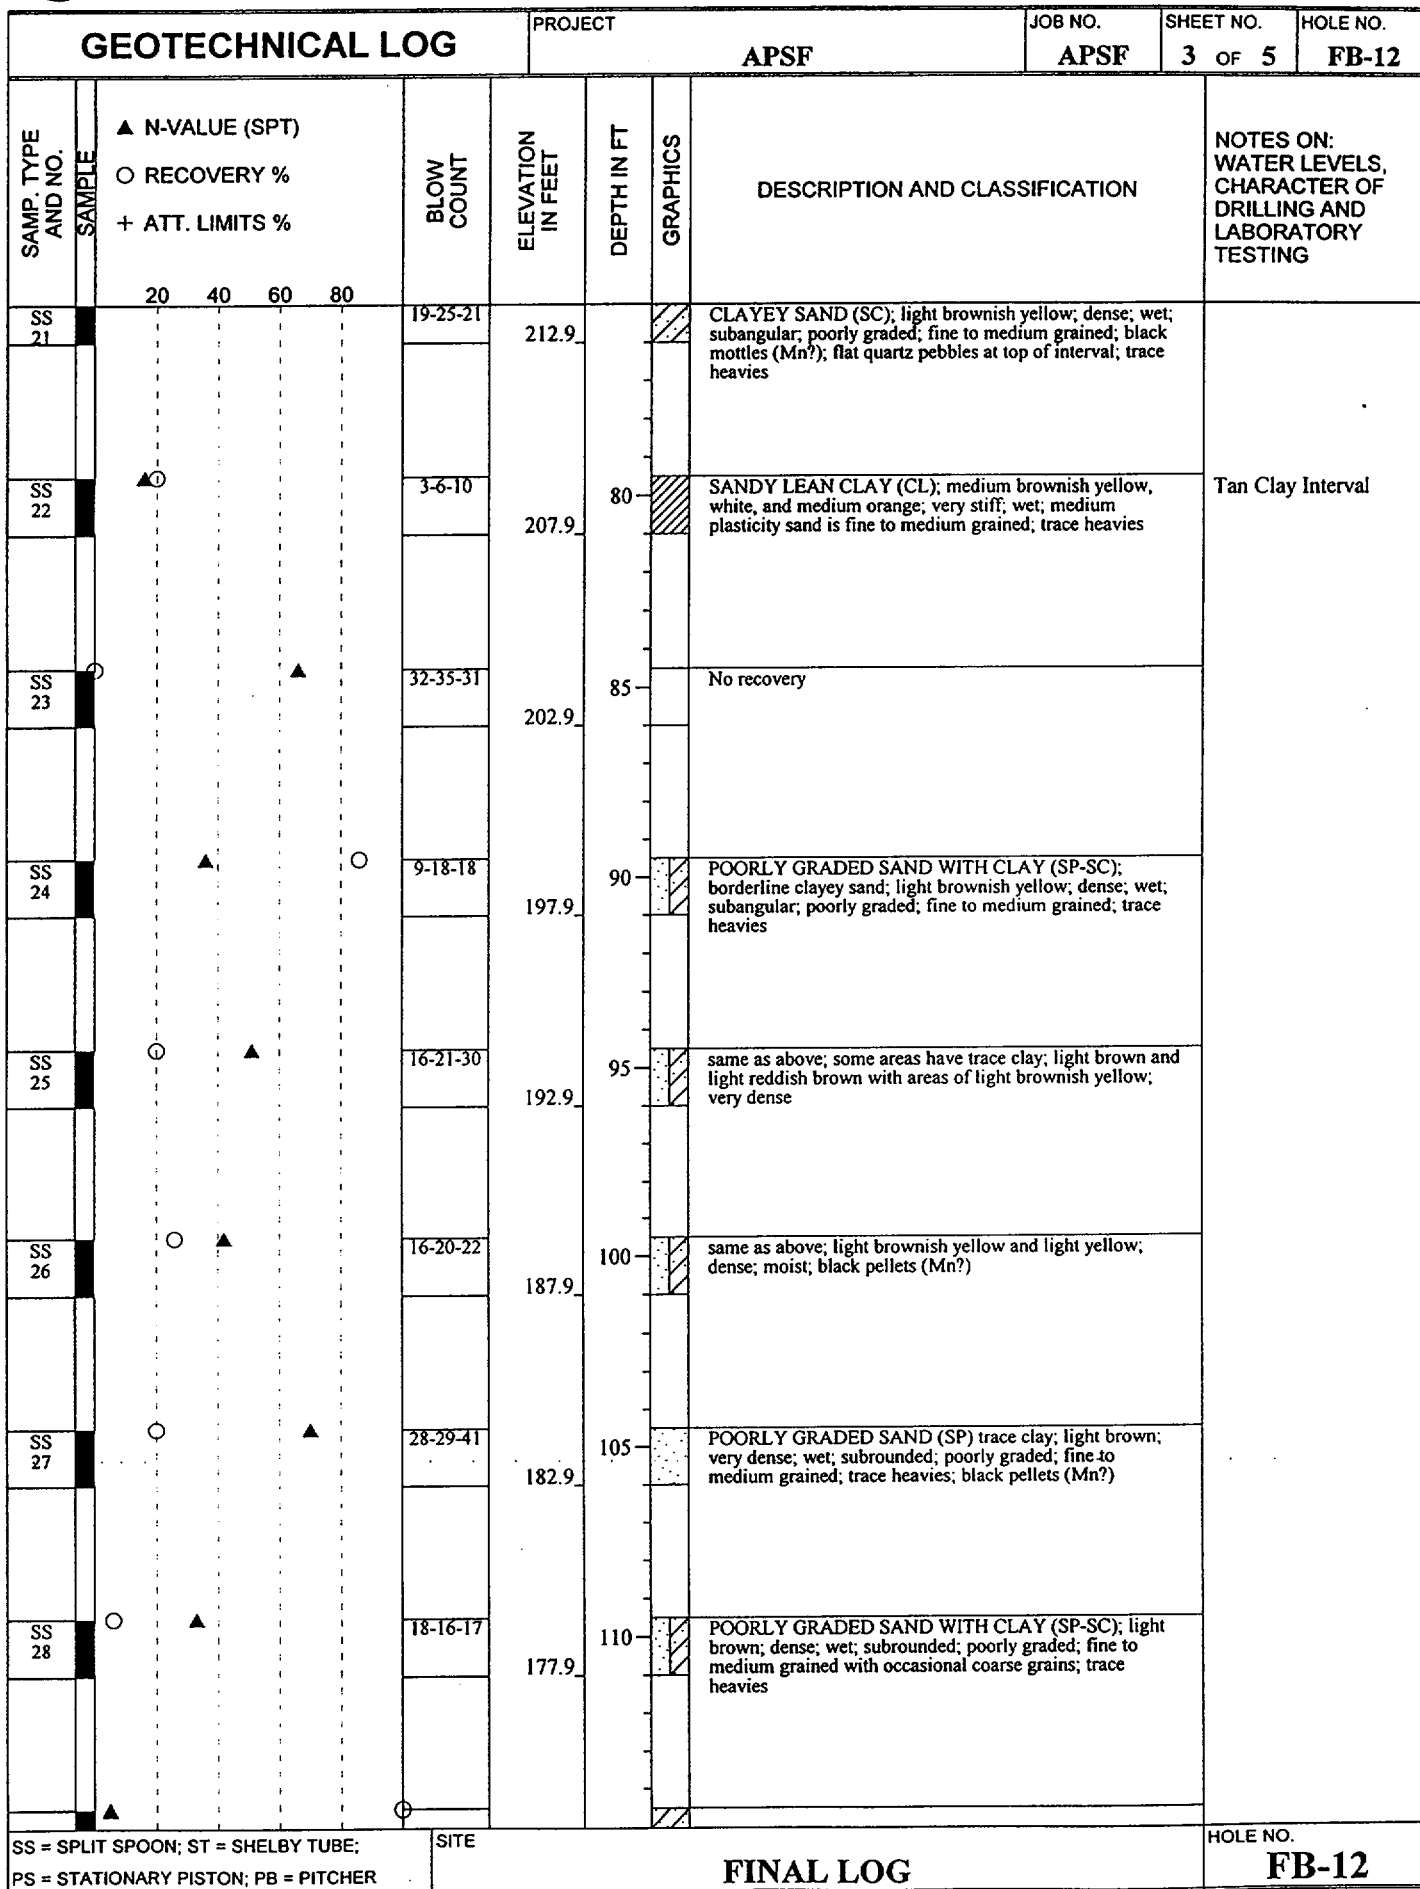 GEOTECHNICAL LOG
PROJECT
APSF
JOB NO.
APSF
SHEET NO.
3 OF 5
HOLE NO.
FB-12
SAMP. TYPE
AND NO.
SAMPLE
▲ N-VALUE (SPT)
○ RECOVERY %
+ ATT. LIMITS %
20 40 60 80
BLOW
COUNT
ELEVATION
IN FEET
DEPTH IN FT
GRAPHICS
DESCRIPTION AND CLASSIFICATION
NOTES ON:
WATER LEVELS,
CHARACTER OF
DRILLING AND
LABORATORY
TESTING
SS
21
19-25-21
212.9
CLAYEY SAND (SC); light brownish yellow; dense; wet;
subangular; poorly graded; fine to medium grained; black
mottles (Mn?); flat quartz pebbles at top of interval; trace
heavies
SS
22
3-6-10
207.9
80
SANDY LEAN CLAY (CL); medium brownish yellow,
white, and medium orange; very stiff; wet; medium
plasticity sand is fine to medium grained; trace heavies
Tan Clay Interval
SS
23
32-35-31
202.9
85
No recovery
SS
24
9-18-18
197.9
90
POORLY GRADED SAND WITH CLAY (SP-SC);
borderline clayey sand; light brownish yellow; dense; wet;
subangular; poorly graded; fine to medium grained; trace
heavies
SS
25
16-21-30
192.9
95
same as above; some areas have trace clay; light brown and
light reddish brown with areas of light brownish yellow;
very dense
SS
26
16-20-22
187.9
100
same as above; light brownish yellow and light yellow;
dense; moist; black pellets (Mn?)
SS
27
28-29-41
182.9
105
POORLY GRADED SAND (SP) trace clay; light brown;
very dense; wet; subrounded; poorly graded; fine to
medium grained; trace heavies; black pellets (Mn?)
SS
28
18-16-17
177.9
110
POORLY GRADED SAND WITH CLAY (SP-SC); light
brown; dense; wet; subrounded; poorly graded; fine to
medium grained with occasional coarse grains; trace
heavies
SS = SPLIT SPOON; ST = SHELBY TUBE;
PS = STATIONARY PISTON; PB = PITCHER
SITE
FINAL LOG
HOLE NO.
FB-12